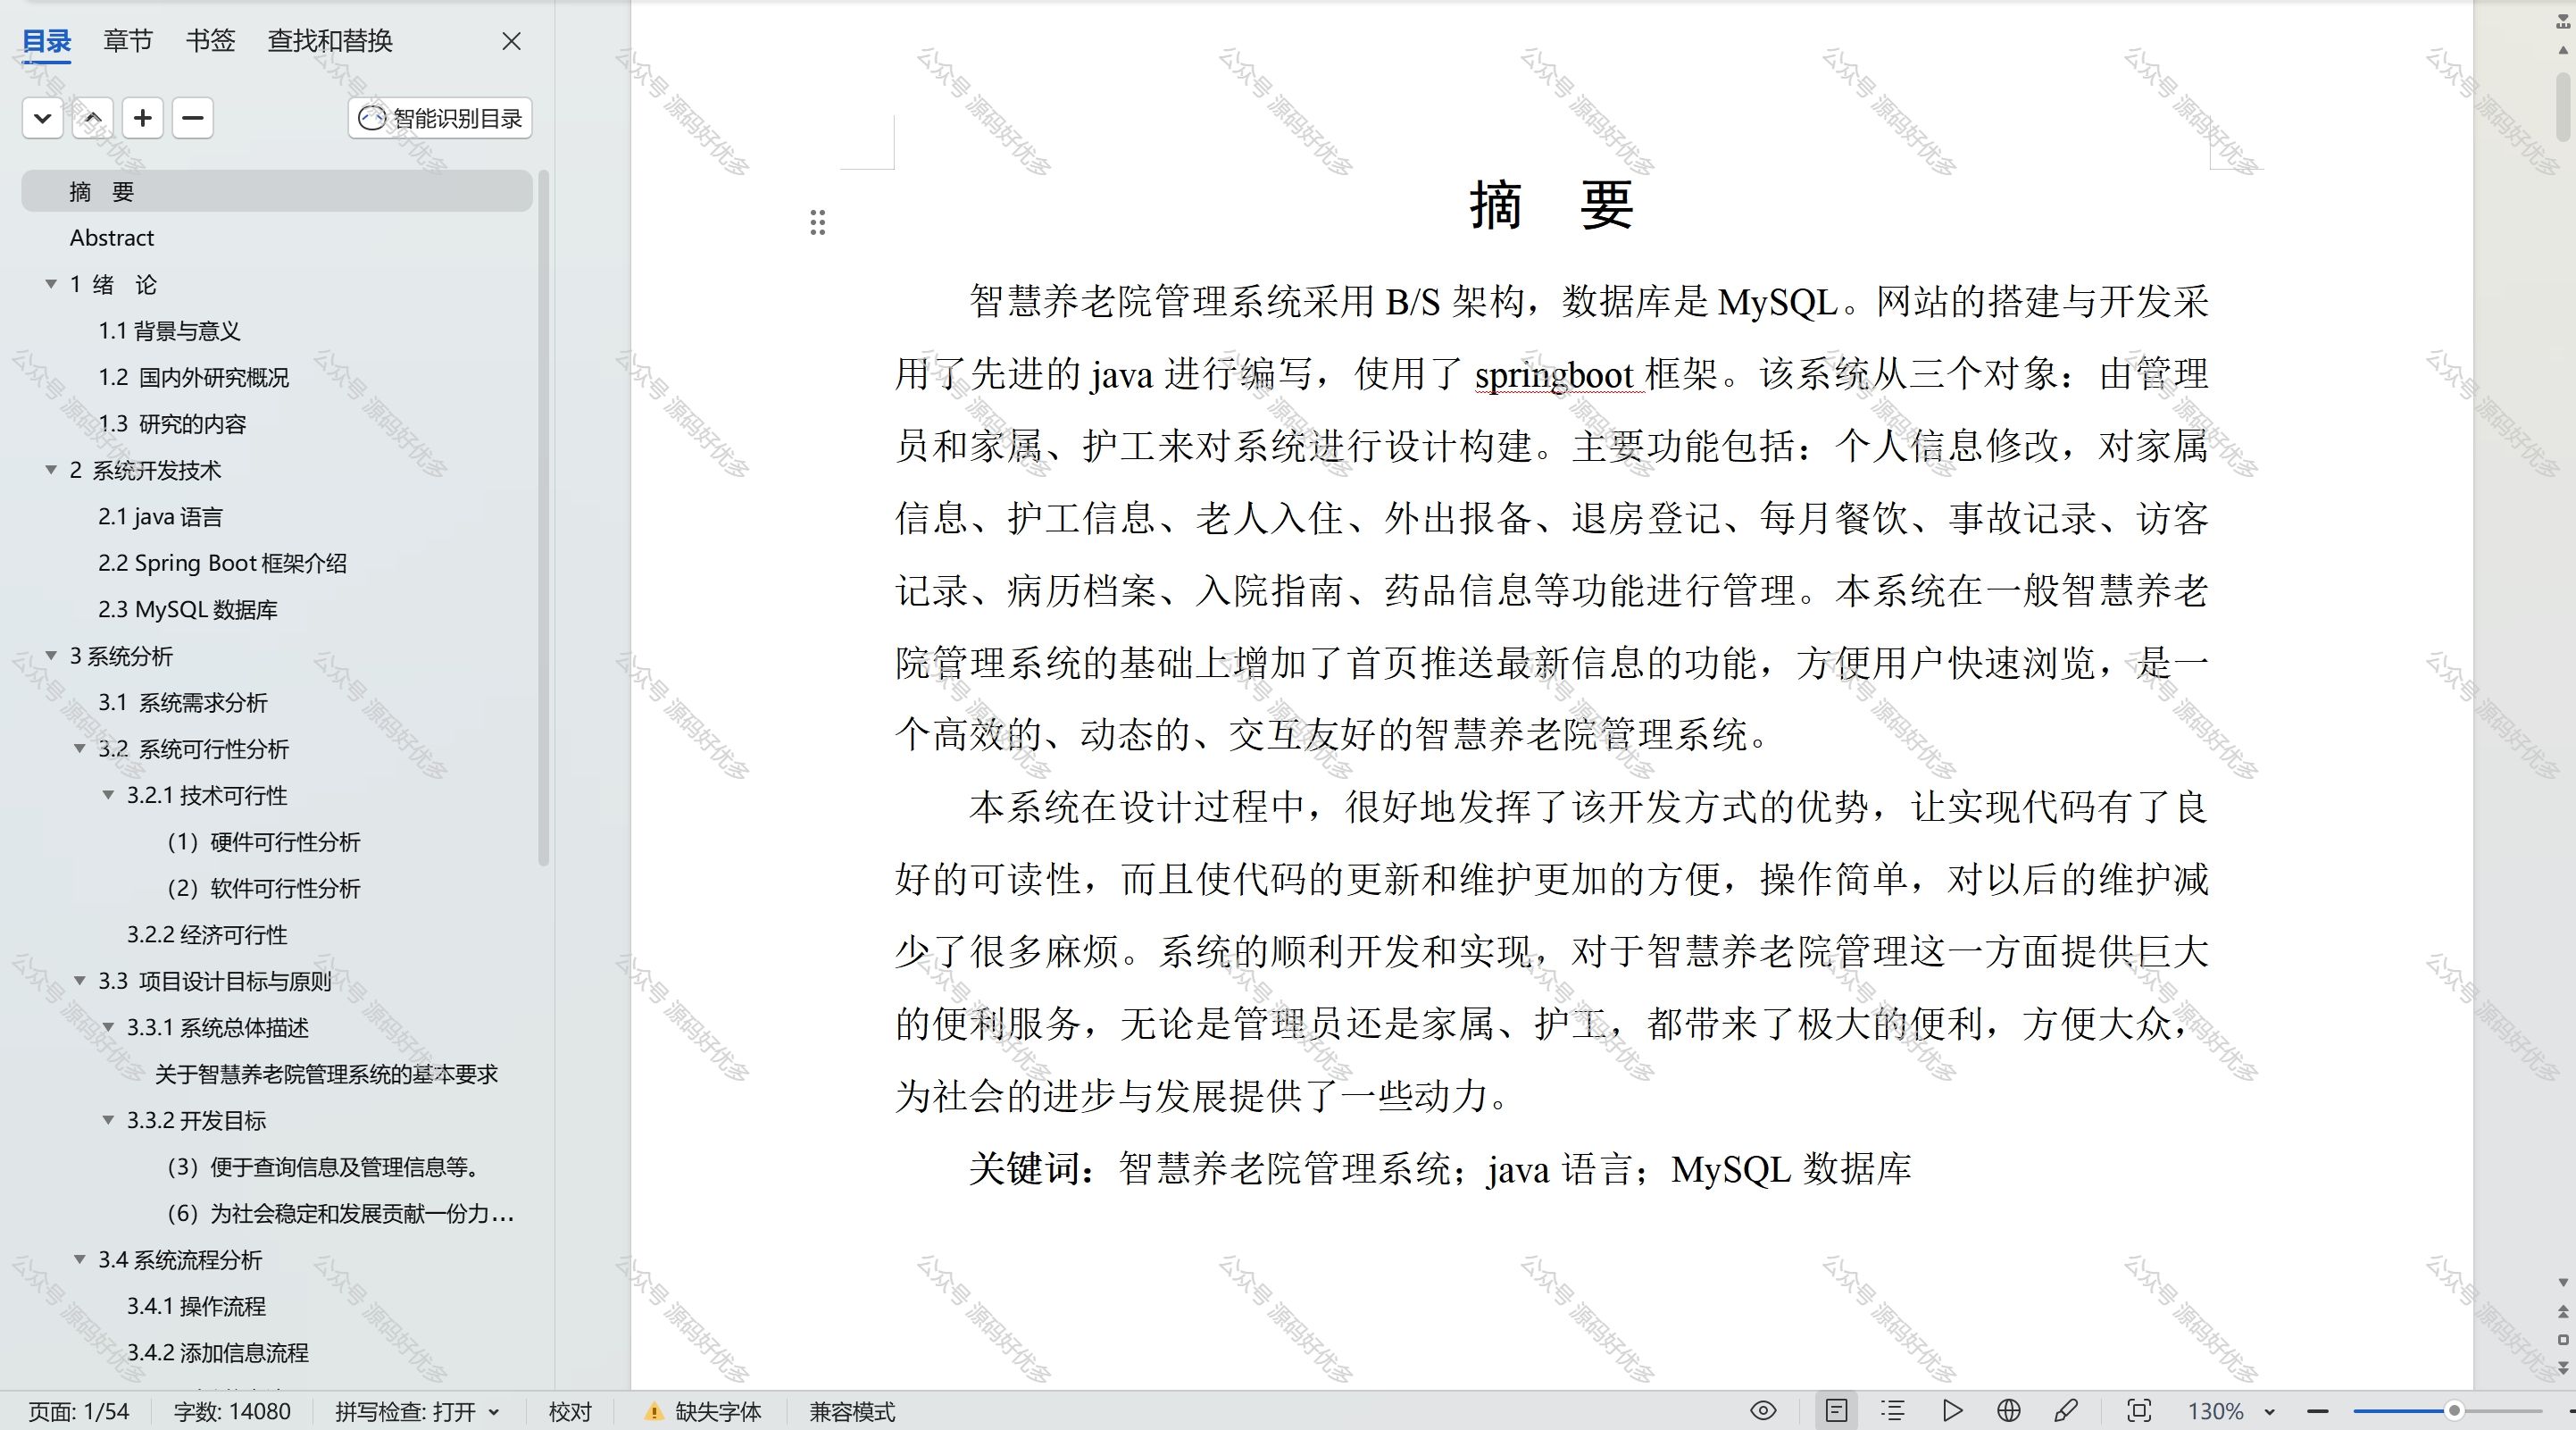 目录 章节 书签 查找和替换
智能识别目录
摘 要
Abstract
1 绪 论
1.1 背景与意义
1.2 国内外研究概况
1.3 研究的内容
2 系统开发技术
2.1 java 语言
2.2 Spring Boot 框架介绍
2.3 MySQL 数据库
3 系统分析
3.1 系统需求分析
3.2 系统可行性分析
3.2.1 技术可行性
（1）硬件可行性分析
（2）软件可行性分析
3.2.2 经济可行性
3.3 项目设计目标与原则
3.3.1 系统总体描述
关于智慧养老院管理系统的基本要求
3.3.2 开发目标
（3）便于查询信息及管理信息等。
（6）为社会稳定和发展贡献一份力...
3.4 系统流程分析
3.4.1 操作流程
3.4.2 添加信息流程
摘 要
智慧养老院管理系统采用 B/S 架构，数据库是 MySQL。网站的搭建与开发采
用了先进的 java 进行编写，使用了 springboot 框架。该系统从三个对象：由管理
员和家属、护工来对系统进行设计构建。主要功能包括：个人信息修改，对家属
信息、护工信息、老人入住、外出报备、退房登记、每月餐饮、事故记录、访客
记录、病历档案、入院指南、药品信息等功能进行管理。本系统在一般智慧养老
院管理系统的基础上增加了首页推送最新信息的功能，方便用户快速浏览，是一
个高效的、动态的、交互友好的智慧养老院管理系统。
本系统在设计过程中，很好地发挥了该开发方式的优势，让实现代码有了良
好的可读性，而且使代码的更新和维护更加的方便，操作简单，对以后的维护减
少了很多麻烦。系统的顺利开发和实现，对于智慧养老院管理这一方面提供巨大
的便利服务，无论是管理员还是家属、护工，都带来了极大的便利，方便大众，
为社会的进步与发展提供了一些动力。
关键词：智慧养老院管理系统；java 语言；MySQL 数据库
页面: 1/54 字数: 14080 拼写检查: 打开 校对 缺失字体 兼容模式 130%
公众号 源码好优多